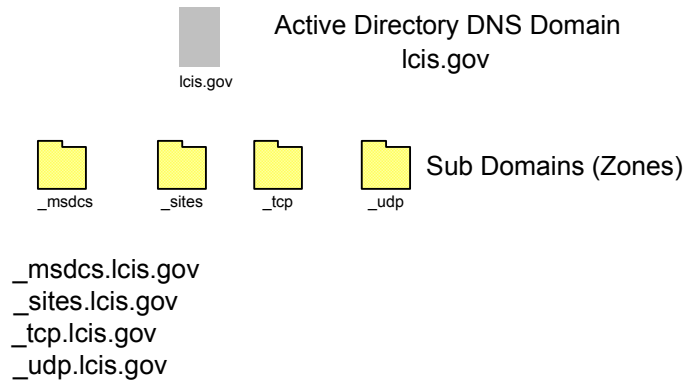 Active Directory DNS Domain
lcis.gov
lcis.gov
Sub Domains (Zones)
_msdcs
_sites
_tcp
_udp
_msdcs.lcis.gov
_sites.lcis.gov
_tcp.lcis.gov
_udp.lcis.gov